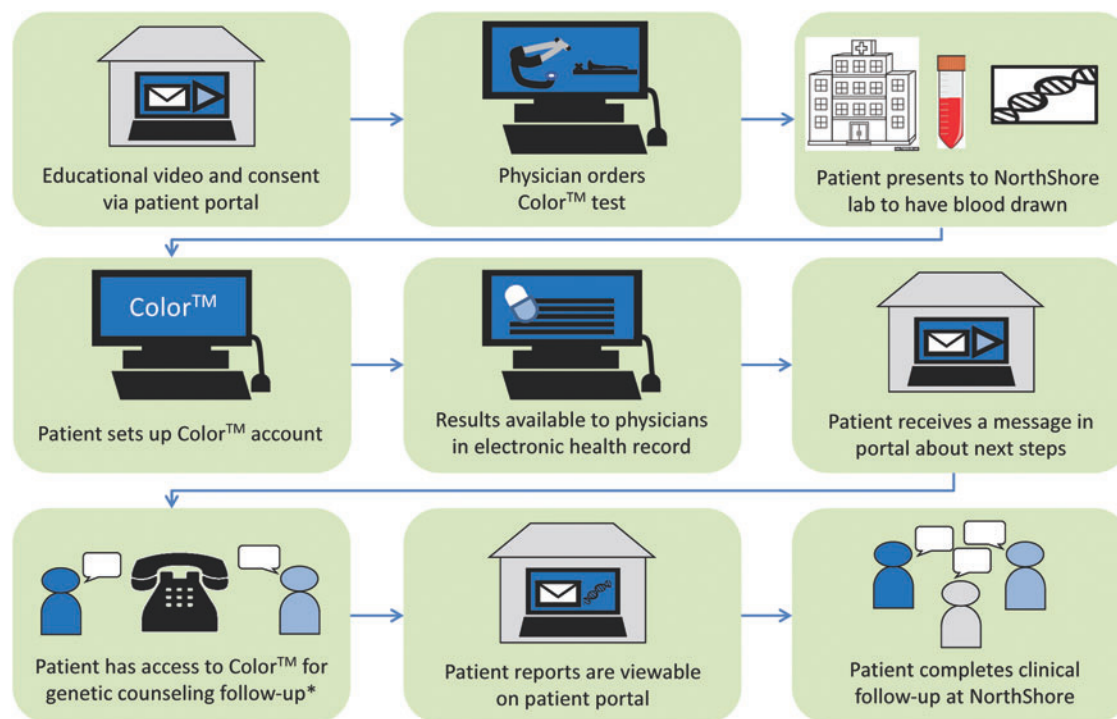 Educational video and consent
via patient portal
Physician orders
Color™ test
Patient presents to NorthShore
lab to have blood drawn
Color™
Patient sets up Color™ account
Results available to physicians
in electronic health record
Patient receives a message in
portal about next steps
Patient has access to Color™ for
genetic counseling follow-up*
Patient reports are viewable
on patient portal
Patient completes clinical
follow-up at NorthShore